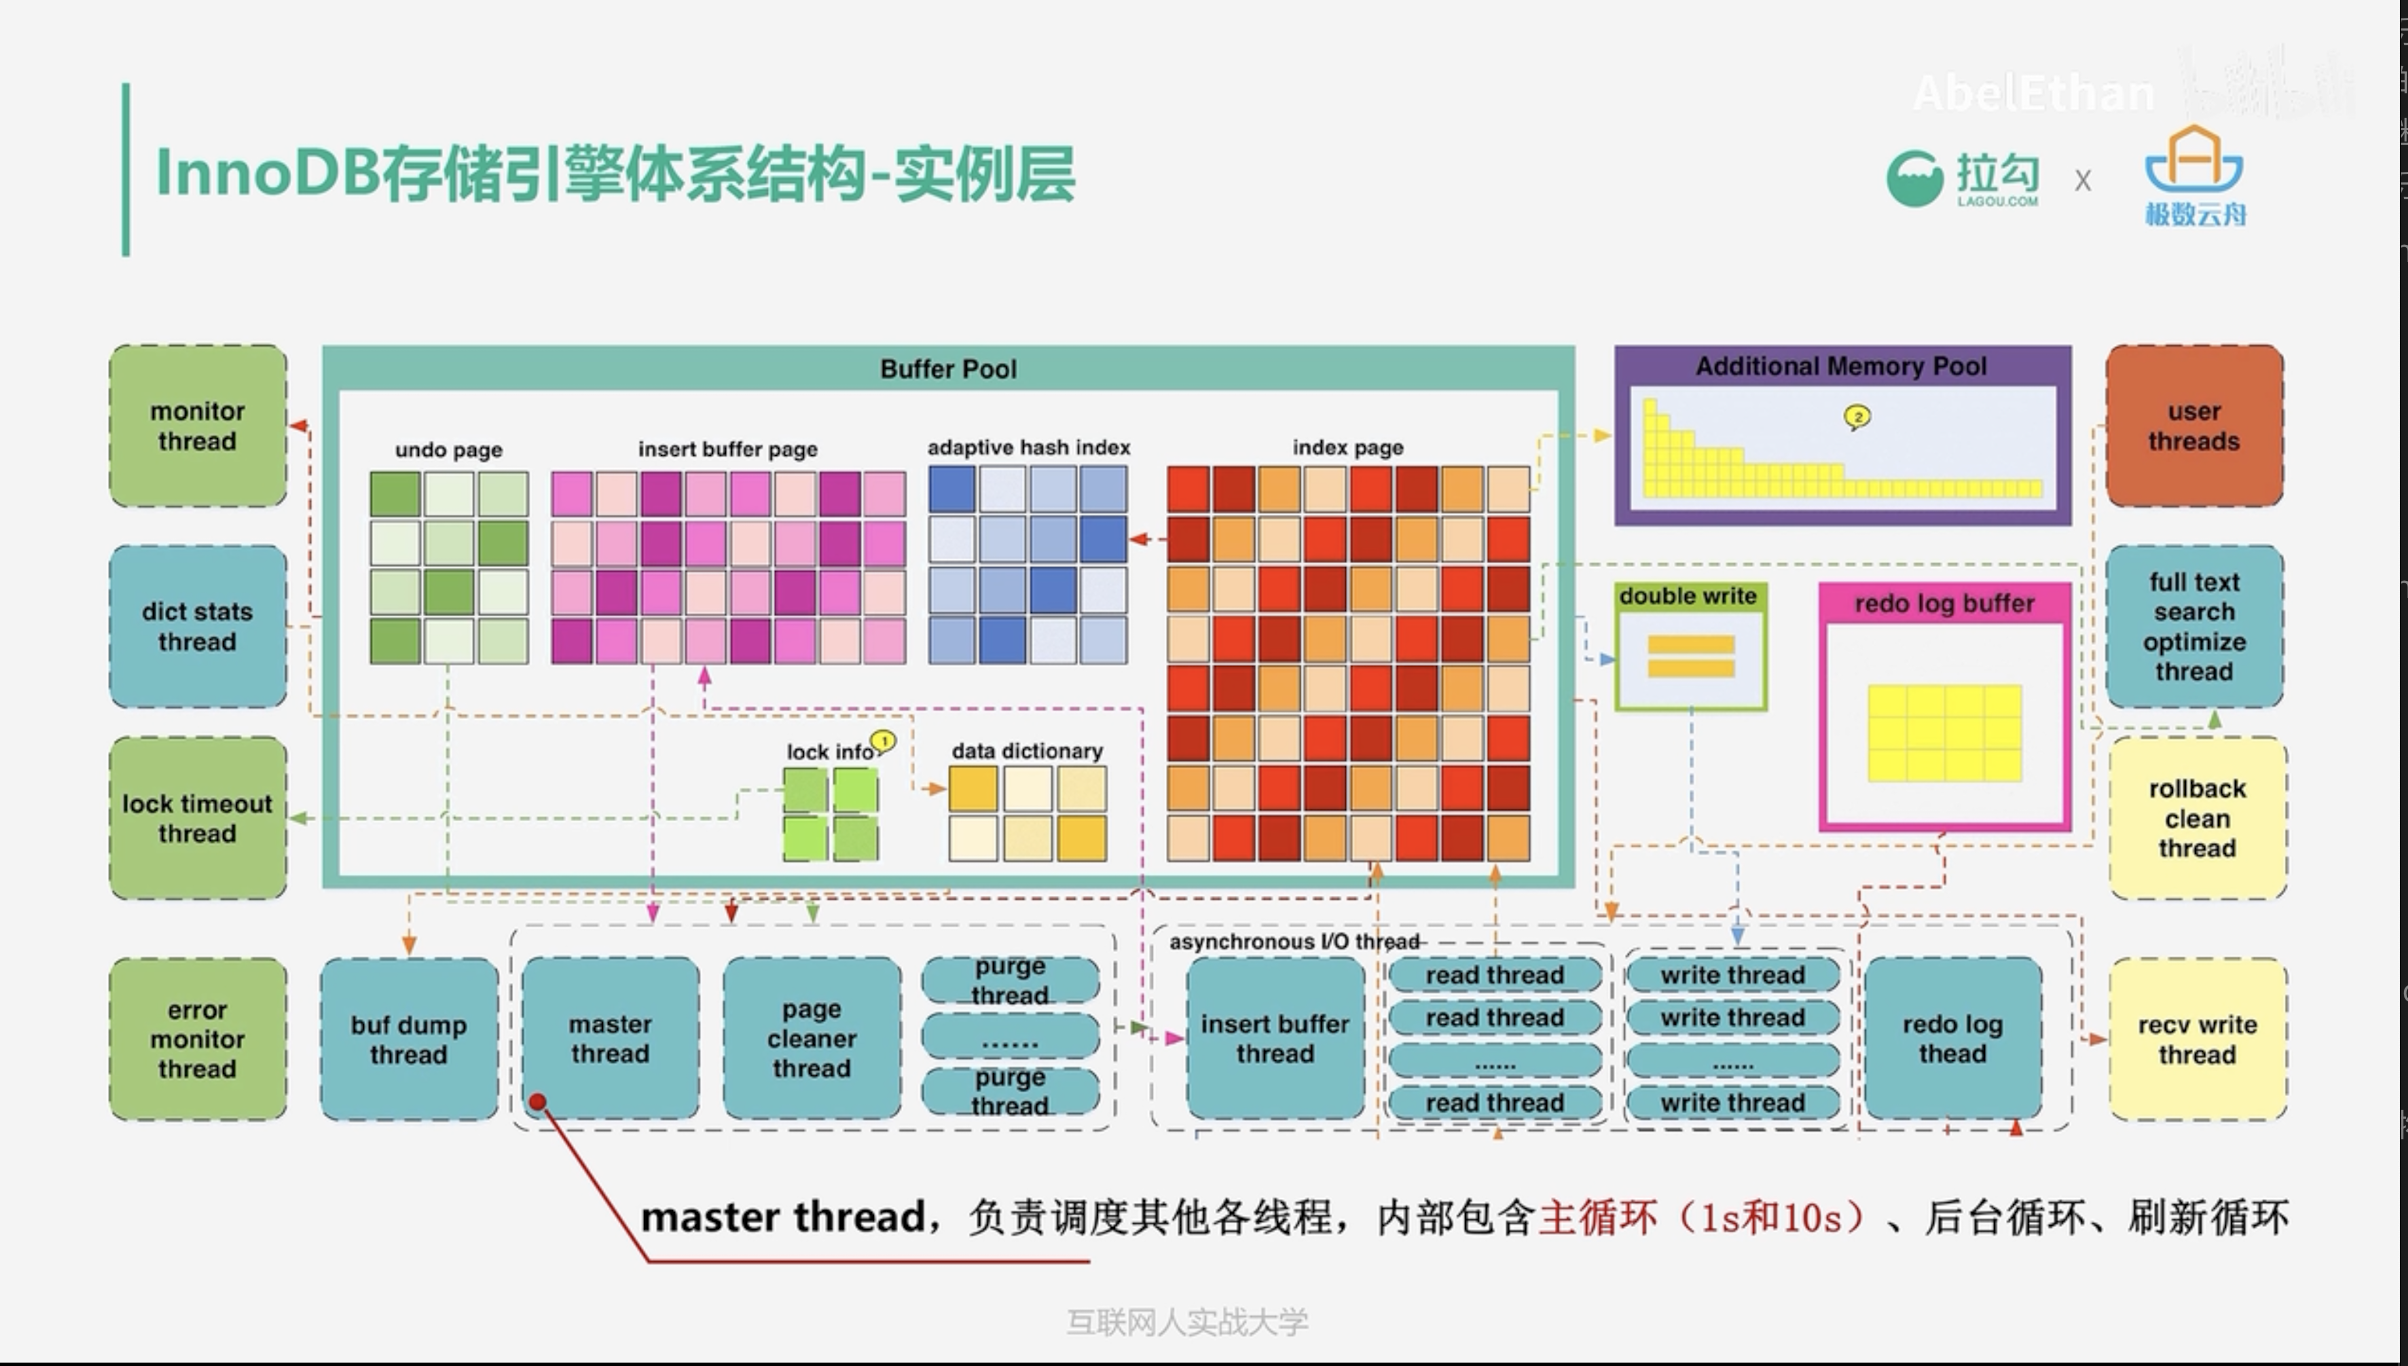 AbelEthan
InnoDB存储引擎体系结构-实例层
拉勾
LAGOU.COM
X
极数云舟
monitor
thread
dict stats
thread
lock timeout
thread
error
monitor
thread
Buffer Pool
undo page
insert buffer page
adaptive hash index
index page
lock info
1
data dictionary
Additional Memory Pool
2
double write
redo log buffer
user
threads
full text
search
optimize
thread
rollback
clean
thread
recv write
thread
buf dump
thread
master
thread
page
cleaner
thread
purge
thread
......
purge
thread
asynchronous I/O thread
insert buffer
thread
read thread
read thread
......
read thread
write thread
write thread
......
write thread
redo log
thead
master thread，负责调度其他各线程，内部包含主循环（1s和10s）、后台循环、刷新循环
互联网人实战大学